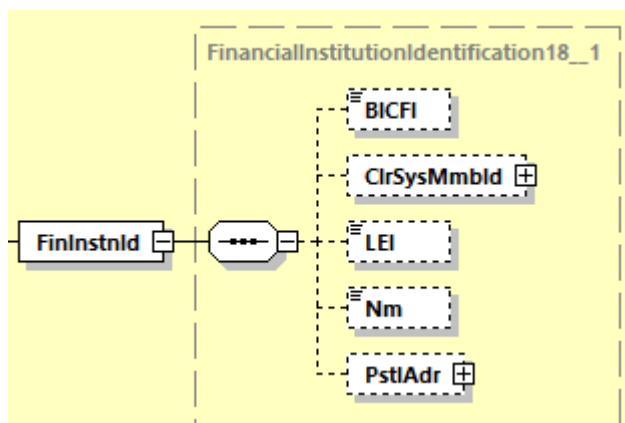 FinancialInstitutionIdentification18__1
BICFI
ClrSysMmbId
FinInstnId
LEI
Nm
PstlAdr